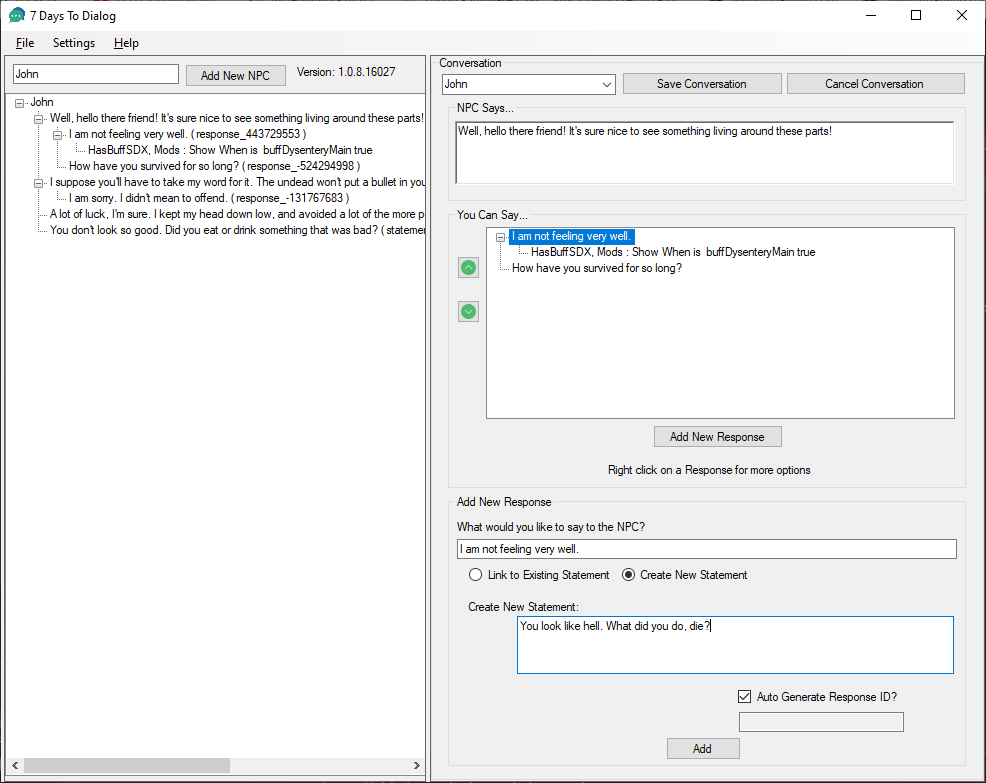 7 Days To Dialog
File Settings Help
John
Add New NPC
Version: 1.0.8.16027
John
Well, hello there friend! It's sure nice to see something living around these parts!
I am not feeling very well. ( response_443729553 )
HasBuffSDX, Mods : Show When is buffDysenteryMain true
How have you survived for so long? ( response_-524294998 )
I suppose you'll have to take my word for it. The undead won't put a bullet in you
I am sorry. I didn't mean to offend. ( response_-131767683 )
A lot of luck, I'm sure. I kept my head down low, and avoided a lot of the more p
You don't look so good. Did you eat or drink something that was bad? ( stateme
Conversation
John
Save Conversation
Cancel Conversation
NPC Says...
Well, hello there friend! It's sure nice to see something living around these parts!
You Can Say...
I am not feeling very well.
HasBuffSDX, Mods : Show When is buffDysenteryMain true
How have you survived for so long?
Add New Response
Right click on a Response for more options
Add New Response
What would you like to say to the NPC?
I am not feeling very well.
Link to Existing Statement
Create New Statement
Create New Statement:
You look like hell. What did you do, die?
Auto Generate Response ID?
Add